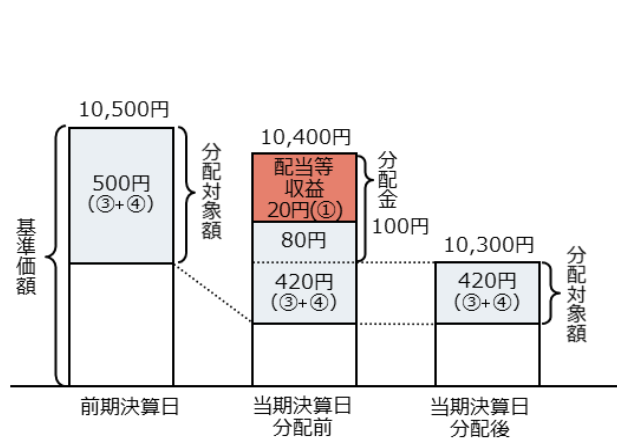 10,500円
500円
(③+④)
分配対象額
基準価額
前期決算日
10,400円
配当等
収益
20円(①)
80円
420円
(③+④)
分配金
100円
当期決算日
分配前
10,300円
420円
(③+④)
分配対象額
当期決算日
分配後